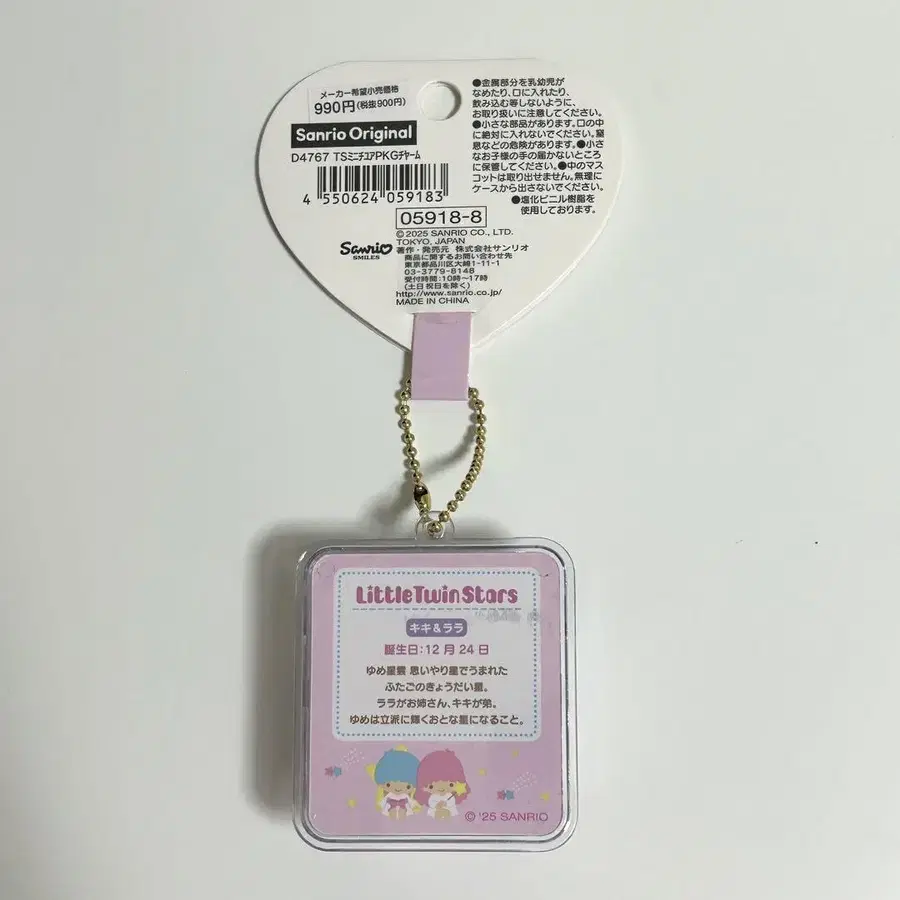 メーカー希望小売価格
990円(税抜900円)
Sanrio Original
D4767 TSミニチュアPKGチャーム
4 550624 059183
05918-8
© 2025 SANRIO CO., LTD.
TOKYO, JAPAN
Sanrio
SMILES
著作・発売元 株式会社サンリオ
商品に関するお問い合わせ先
東京都品川区大崎1-11-1
03-3779-8148
受付時間:10時〜17時
(土日祝日を除く)
http://www.sanrio.co.jp/
MADE IN CHINA
●金属部分を乳幼児が
なめたり、口に入れたり、
飲み込む等しないように、
お取り扱いに注意してください。
●小さな部品があります。口の中
に絶対に入れないでください。窒
息などの危険があります。●小さ
なお子様の手の届かないところ
に保管してください。●中のマス
コットは取り出せません。無理に
ケースから出さないでください。
●塩化ビニル樹脂を
使用しております。
LittleTwinStars
キキ&ララ
誕生日:12月24日
ゆめ星雲 思いやり星でうまれた
ふたごのきょうだい星。
ララがお姉さん、キキが弟。
ゆめは立派に輝くおとな星になること。
© '25 SANRIO